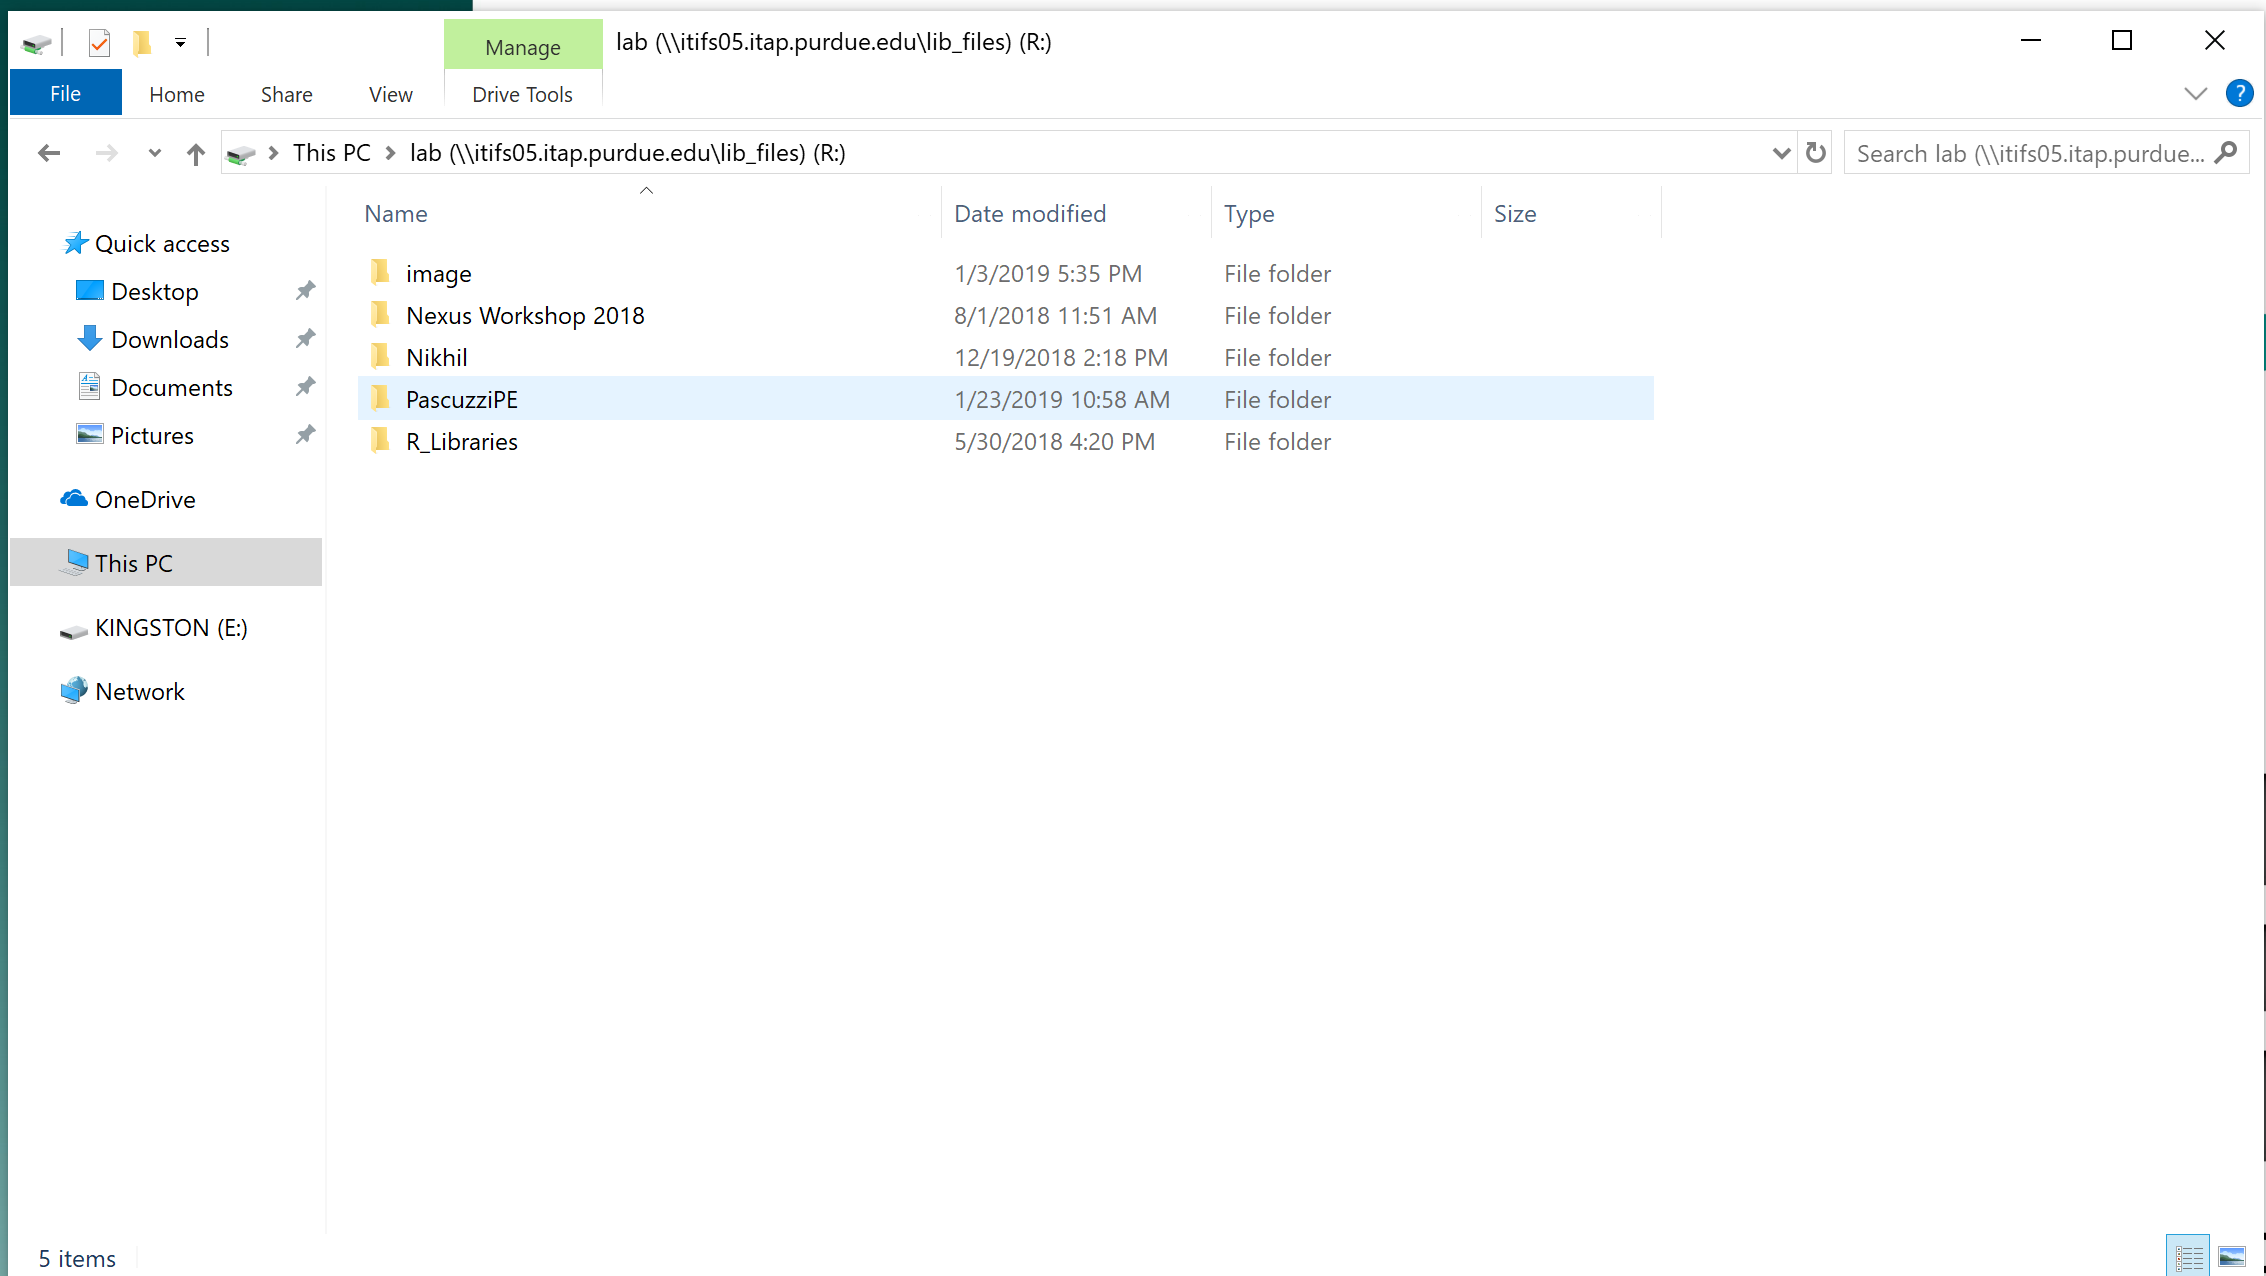 Manage
lab (\\itifs05.itap.purdue.edu\lib_files) (R:)
File Home Share View Drive Tools
?
This PC lab (\\itifs05.itap.purdue.edu\lib_files) (R:)
Search lab (\\itifs05.itap.purdue...
Name Date modified Type Size
Quick access
Desktop
Downloads
Documents
Pictures
OneDrive
This PC
KINGSTON (E:)
Network
image 1/3/2019 5:35 PM File folder
Nexus Workshop 2018 8/1/2018 11:51 AM File folder
Nikhil 12/19/2018 2:18 PM File folder
PascuzziPE 1/23/2019 10:58 AM File folder
R_Libraries 5/30/2018 4:20 PM File folder
5 items